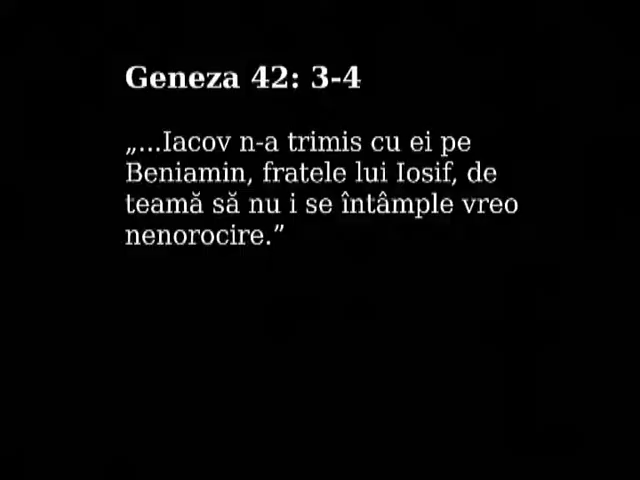 Geneza 42: 3-4
„...Iacov n-a trimis cu ei pe
Beniamin, fratele lui Iosif, de
teamă să nu i se întâmple vreo
nenorocire.”